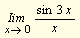 lim x→0 sin 3 x / x